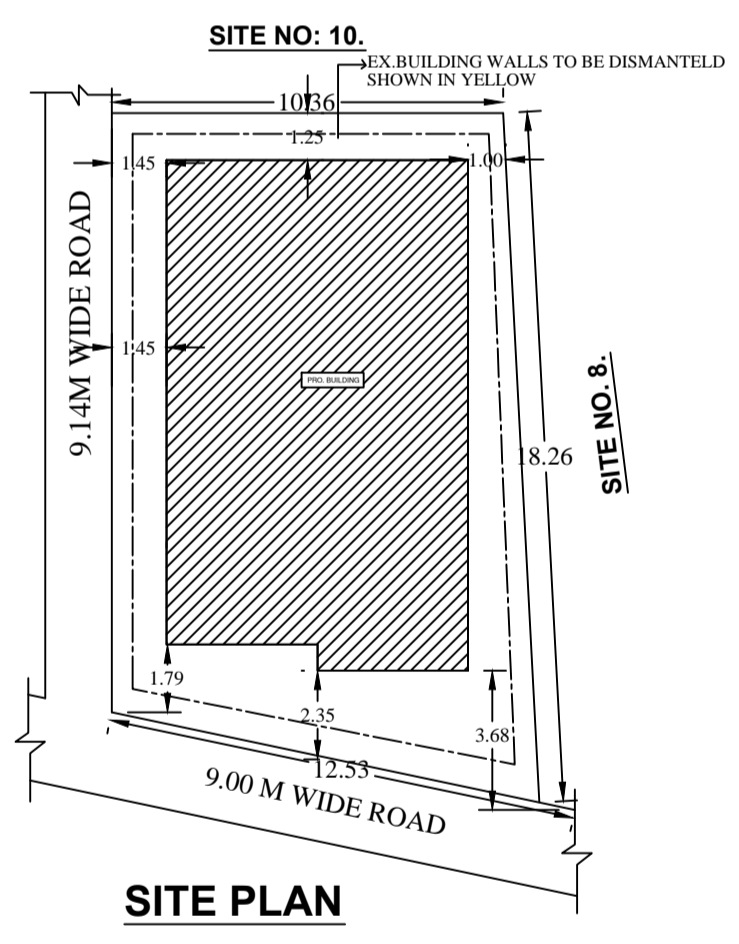 SITE NO: 10.
EX.BUILDING WALLS TO BE DISMANTELD
SHOWN IN YELLOW
10.36
1.25
1.45
1.00
9.14M WIDE ROAD
1.45
PRO. BUILDING
SITE NO. 8.
18.26
1.79
2.35
3.68
12.53
9.00 M WIDE ROAD
SITE PLAN